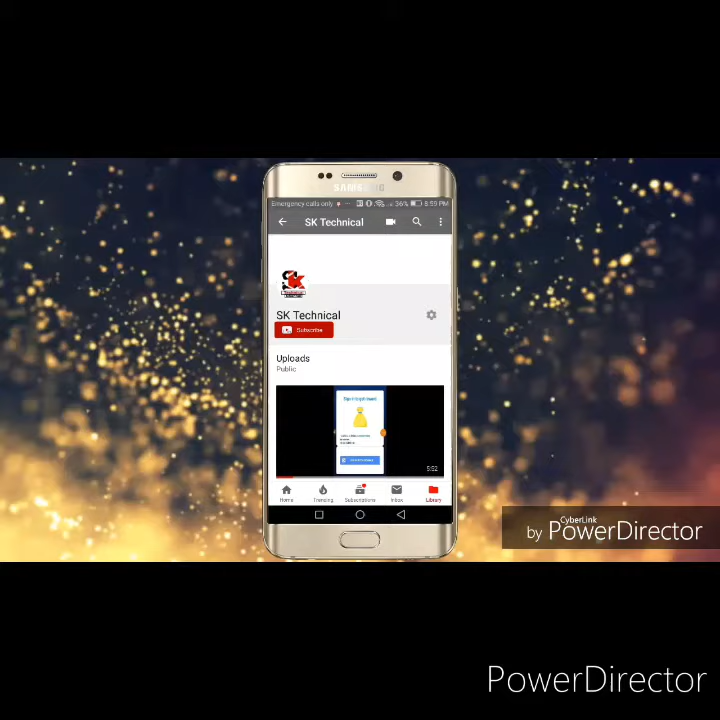 SAMSUNG
Emergency calls only 36% 8:59 PM
SK Technical
SK Technical
Subscribe
Uploads
Public
5:52
Home Trending Subscriptions Inbox Library
CyberLink
by PowerDirector
PowerDirector